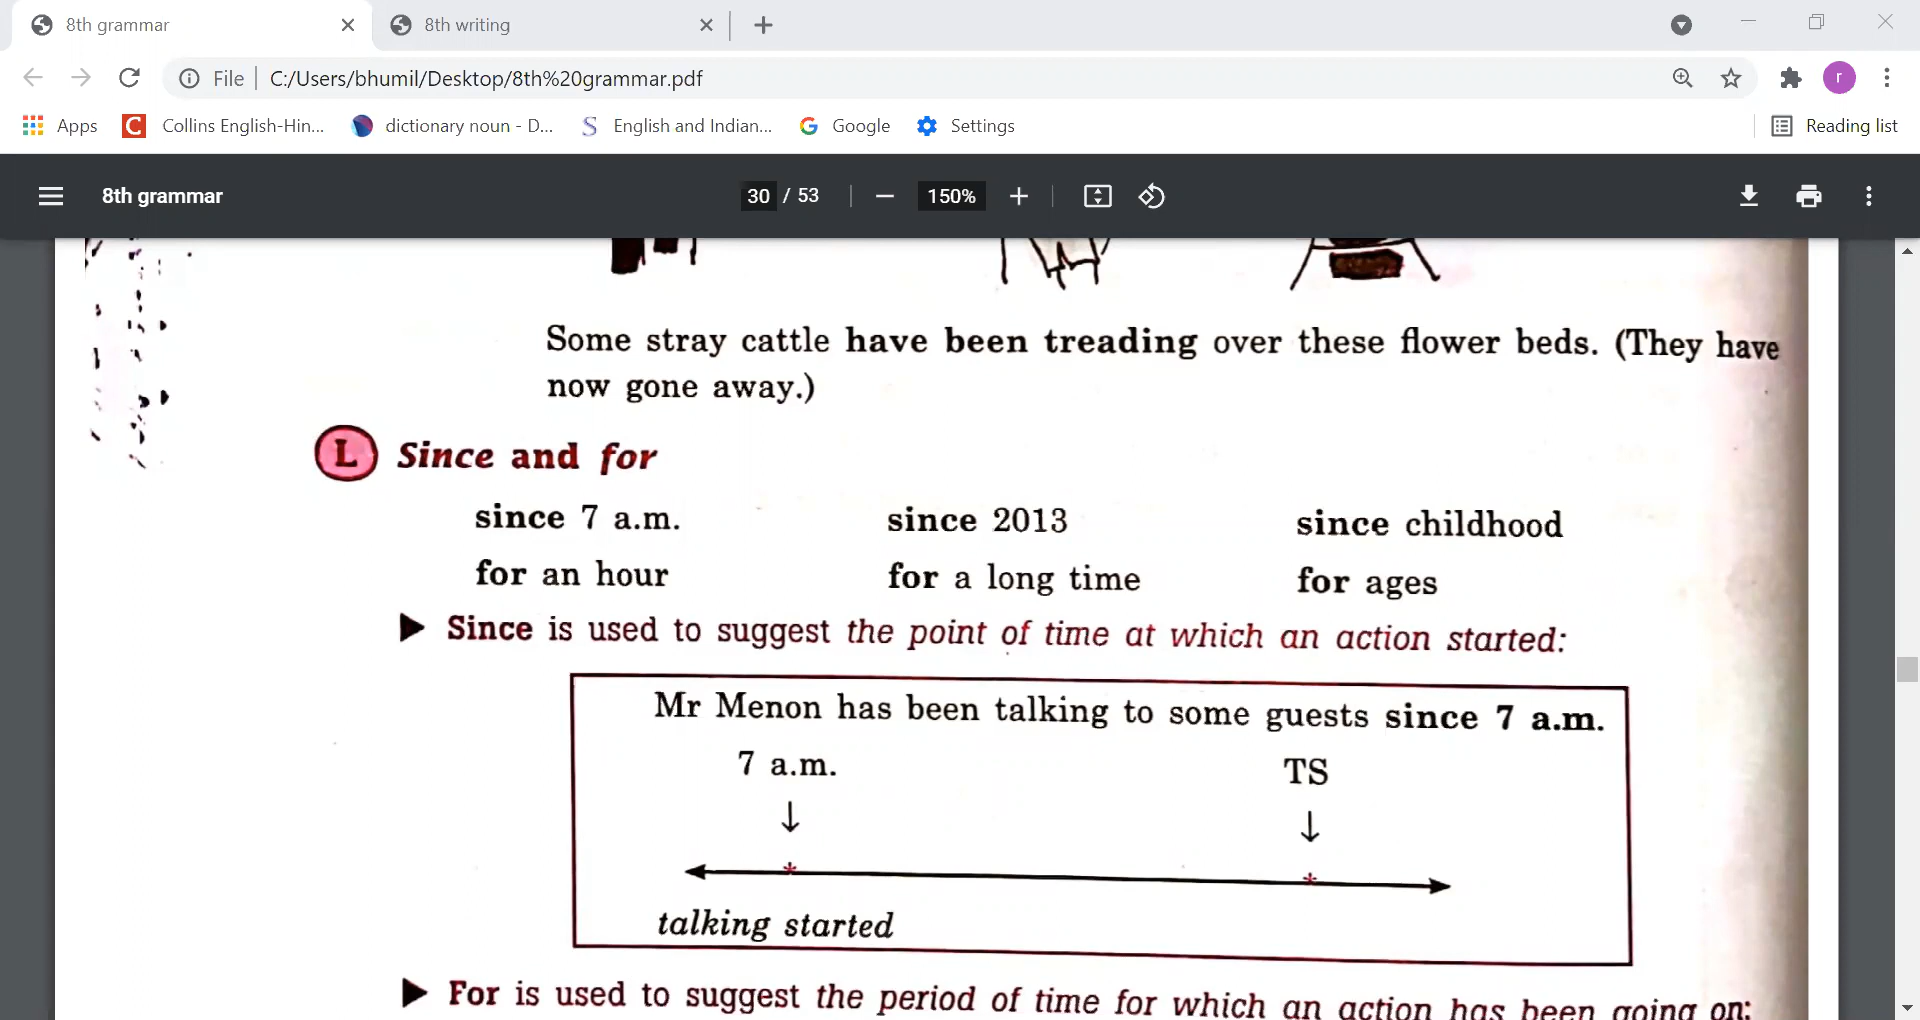 8th grammar
8th writing
File
C:/Users/bhumil/Desktop/8th%20grammar.pdf
r
Apps
Collins English-Hin...
dictionary noun - D...
English and Indian...
Google
Settings
Reading list
8th grammar
30 / 53
150%
Some stray cattle have been treading over these flower beds. (They have
now gone away.)
L Since and for
since 7 a.m. since 2013 since childhood
for an hour for a long time for ages
▶ Since is used to suggest the point of time at which an action started:
Mr Menon has been talking to some guests since 7 a.m.
7 a.m. TS
talking started
▶ For is used to suggest the period of time for which an action has been going on: